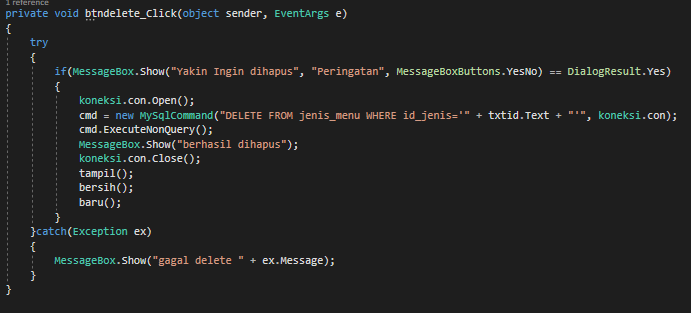 1 reference
private void btndelete_Click(object sender, EventArgs e)
{
try
{
if(MessageBox.Show("Yakin Ingin dihapus", "Peringatan", MessageBoxButtons.YesNo) == DialogResult.Yes)
{
koneksi.con.Open();
cmd = new MySqlCommand("DELETE FROM jenis_menu WHERE id_jenis='" + txtid.Text + "'", koneksi.con);
cmd.ExecuteNonQuery();
MessageBox.Show("berhasil dihapus");
koneksi.con.Close();
tampil();
bersih();
baru();
}
}catch(Exception ex)
{
MessageBox.Show("gagal delete " + ex.Message);
}
}